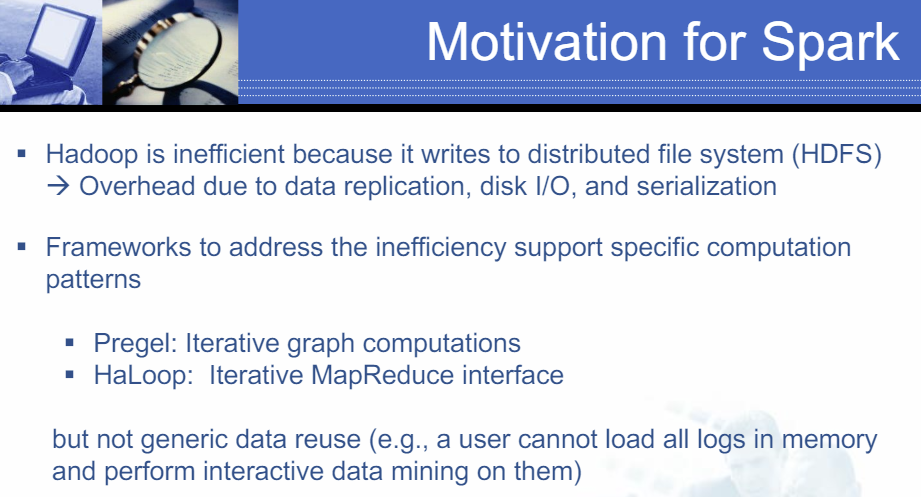 Motivation for Spark
▪ Hadoop is inefficient because it writes to distributed file system (HDFS)
→ Overhead due to data replication, disk I/O, and serialization
▪ Frameworks to address the inefficiency support specific computation
patterns
▪ Pregel: Iterative graph computations
▪ HaLoop: Iterative MapReduce interface
but not generic data reuse (e.g., a user cannot load all logs in memory
and perform interactive data mining on them)